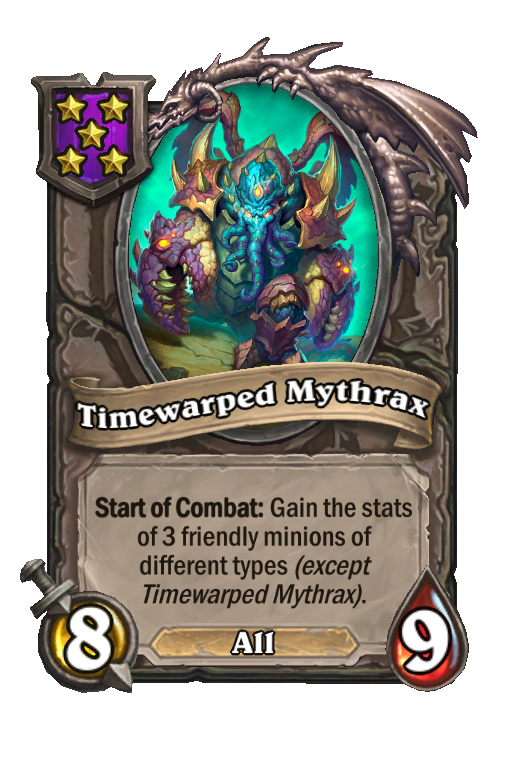 Timewarped Mythrax
Start of Combat: Gain the stats
of 3 friendly minions of
different types (except
Timewarped Mythrax).
8
All
9